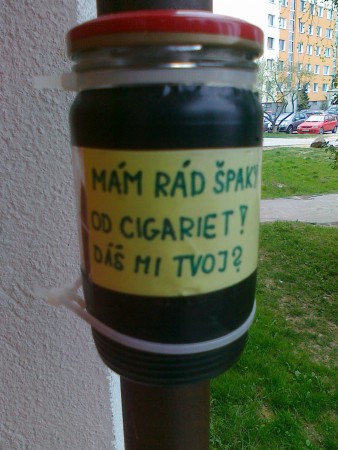 MÁM RÁD ŠPAKY
OD CIGARIET!
DÁŠ MI TVOJ?